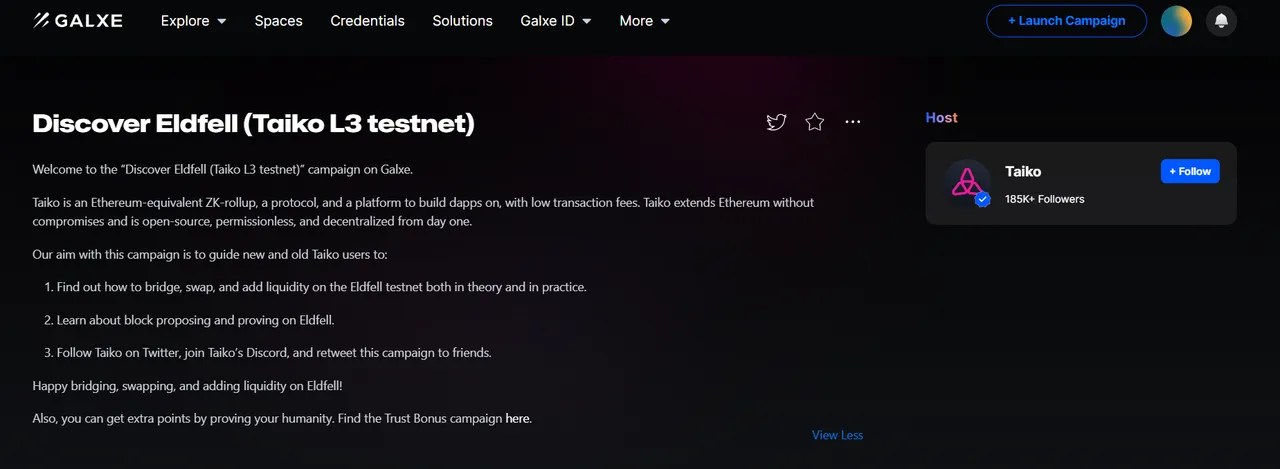 GALXE
Explore
Spaces
Credentials
Solutions
Galxe ID
More
+ Launch Campaign
Discover Eldfell (Taiko L3 testnet)
Host
Welcome to the “Discover Eldfell (Taiko L3 testnet)” campaign on Galxe.
Taiko
+ Follow
185K+ Followers
Taiko is an Ethereum-equivalent ZK-rollup, a protocol, and a platform to build dapps on, with low transaction fees. Taiko extends Ethereum without
compromises and is open-source, permissionless, and decentralized from day one.
Our aim with this campaign is to guide new and old Taiko users to:
1. Find out how to bridge, swap, and add liquidity on the Eldfell testnet both in theory and in practice.
2. Learn about block proposing and proving on Eldfell.
3. Follow Taiko on Twitter, join Taiko’s Discord, and retweet this campaign to friends.
Happy bridging, swapping, and adding liquidity on Eldfell!
Also, you can get extra points by proving your humanity. Find the Trust Bonus campaign here.
View Less